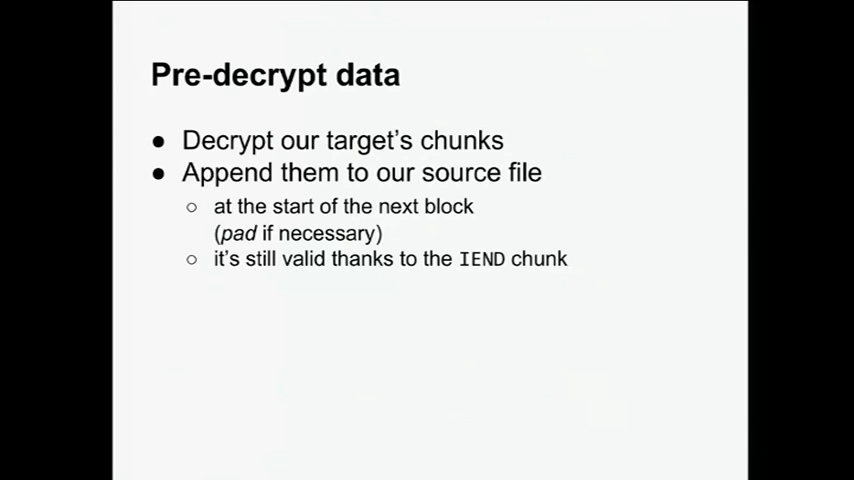 Pre-decrypt data
● Decrypt our target's chunks
● Append them to our source file
○ at the start of the next block
(pad if necessary)
○ it's still valid thanks to the IEND chunk